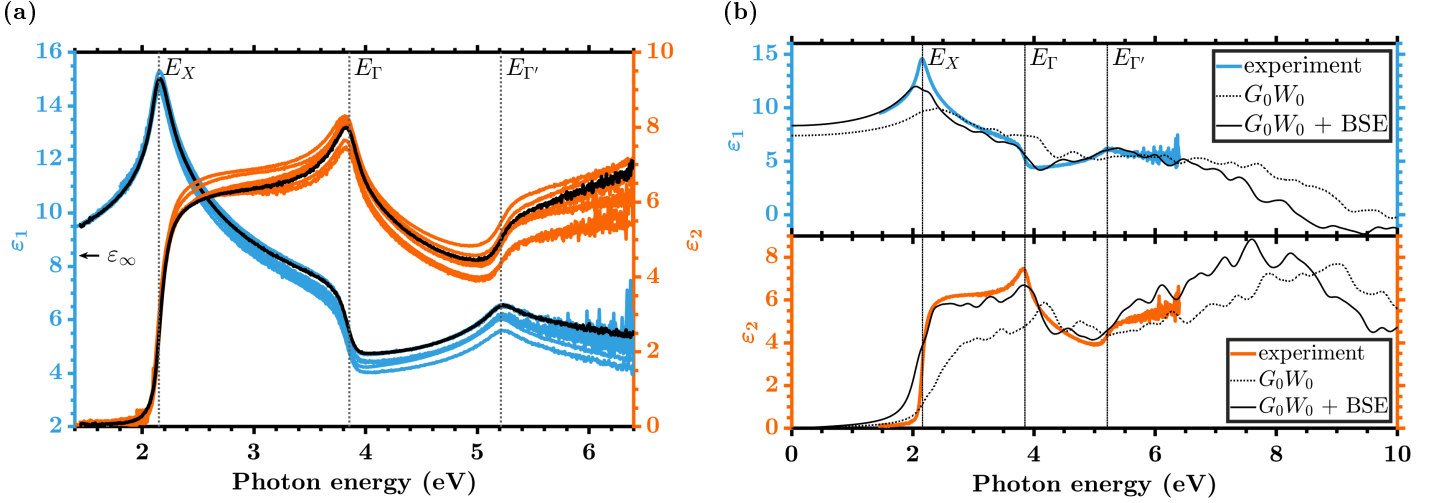 (a)
16
14
12
10
8
6
4
2
ε₁
10
8
6
4
2
0
ε₂
E_X
E_Γ
E_Γ′
← ε_∞
2
3
4
5
6
Photon energy (eV)
(b)
15
10
5
0
ε₁
E_X
E_Γ
E_Γ′
experiment
G₀W₀
G₀W₀ + BSE
8
6
4
2
0
ε₂
experiment
G₀W₀
G₀W₀ + BSE
0
2
4
6
8
10
Photon energy (eV)